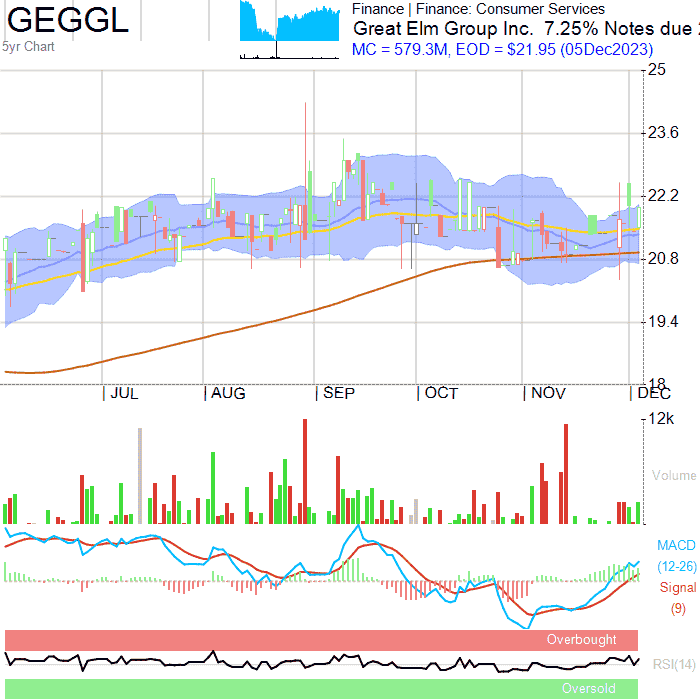 GEGGL
5yr Chart
Finance | Finance: Consumer Services
Great Elm Group Inc. 7.25% Notes due
MC = 579.3M, EOD = $21.95 (05Dec2023)
25
23.6
22.2
20.8
19.4
18
JUL AUG SEP OCT NOV DEC
12k
Volume
MACD
(12-26)
Signal
(9)
Overbought
RSI(14)
Oversold